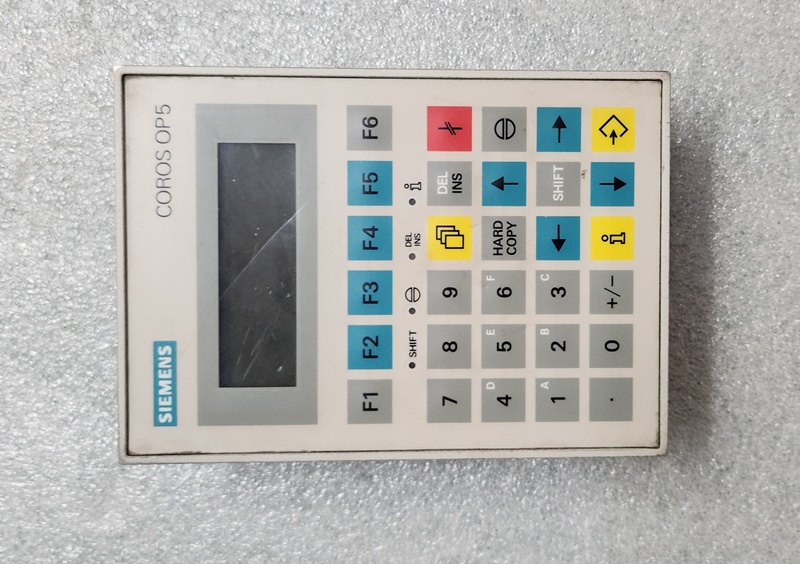 SIEMENS COROS OP5
F1 F2 F3 F4 F5 F6
SHIFT DEL INS i
7 8 9 DEL INS
D 4 E 5 F 6 HARD COPY
A 1 B 2 C 3 SHIFT
. 0 +/− i